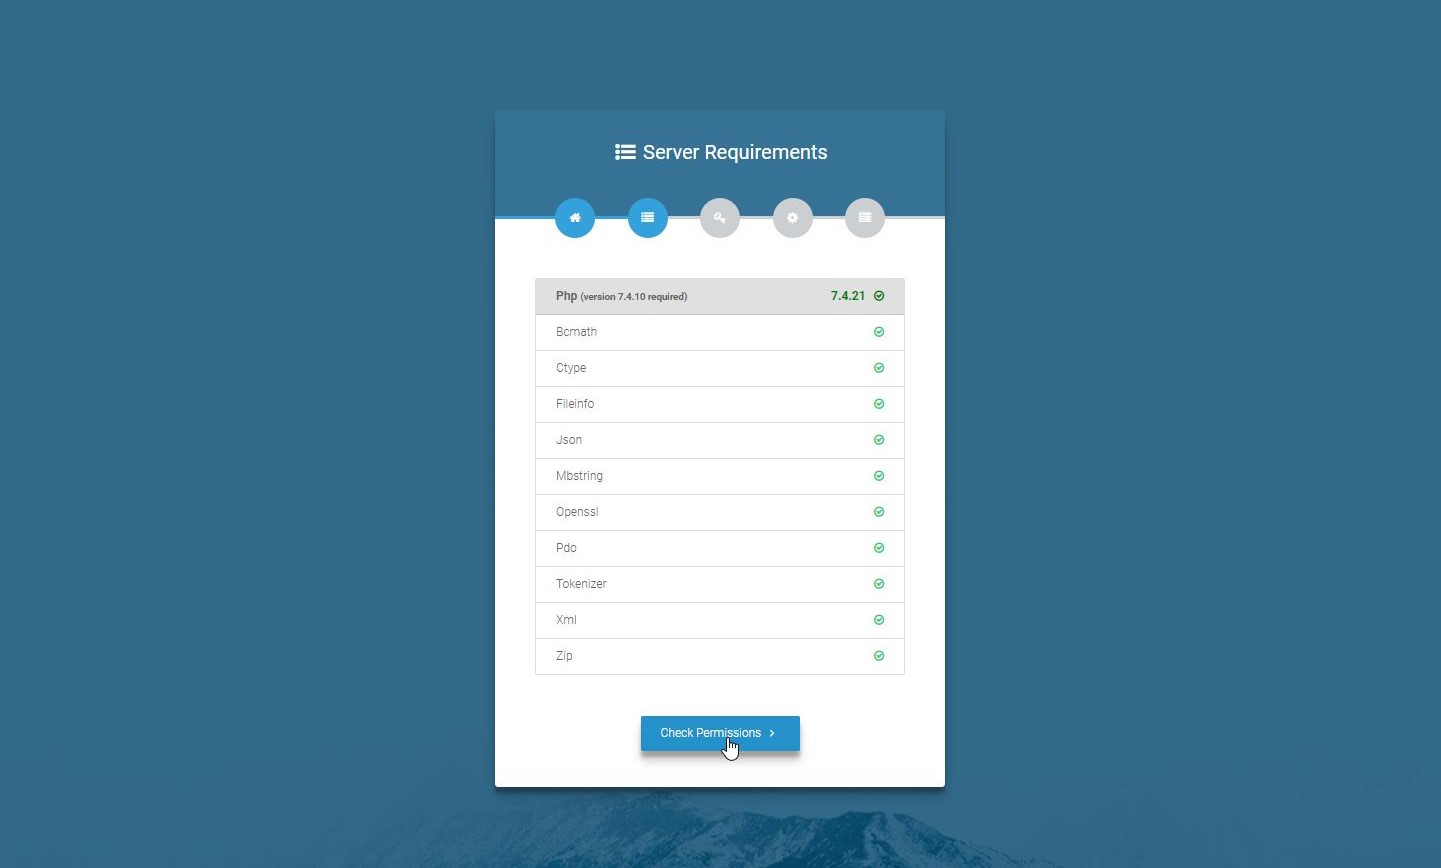 Server Requirements
Php (version 7.4.10 required) 7.4.21
Bcmath
Ctype
Fileinfo
Json
Mbstring
Openssl
Pdo
Tokenizer
Xml
Zip
Check Permissions